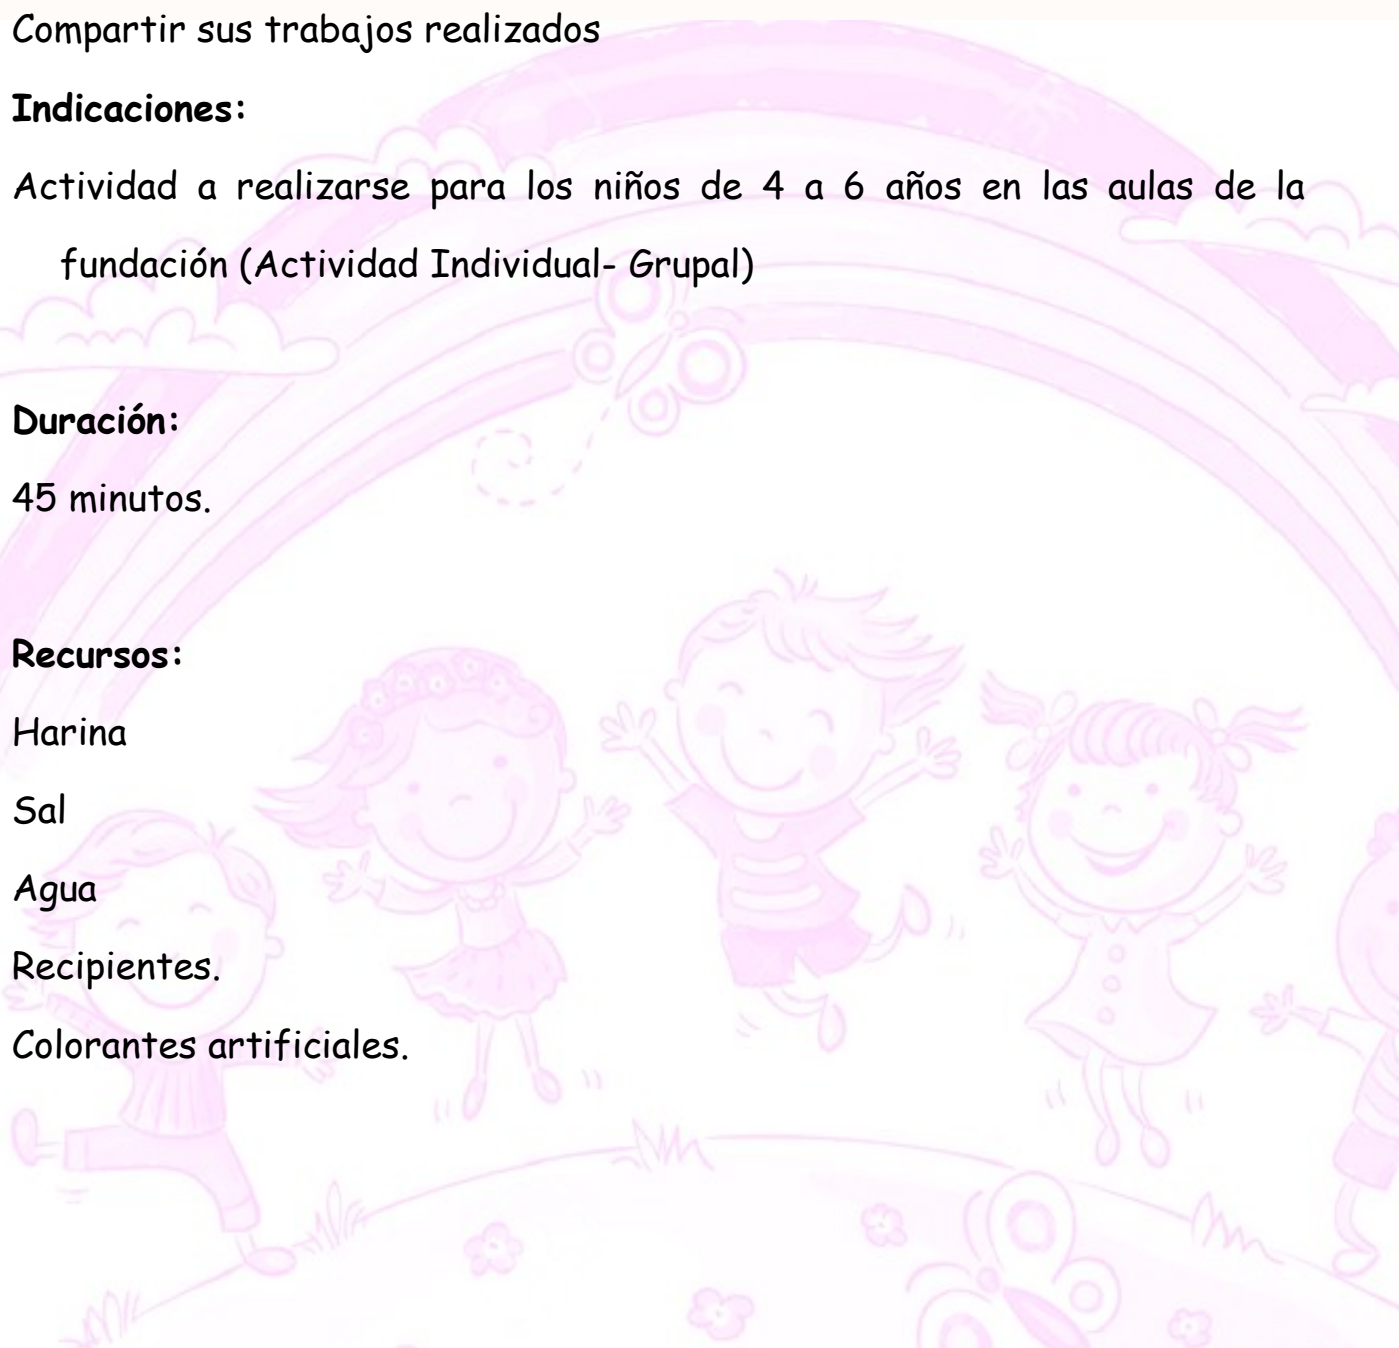 Compartir sus trabajos realizados
Indicaciones:
Actividad a realizarse para los niños de 4 a 6 años en las aulas de la
fundación (Actividad Individual- Grupal)
Duración:
45 minutos.
Recursos:
Harina
Sal
Agua
Recipientes.
Colorantes artificiales.